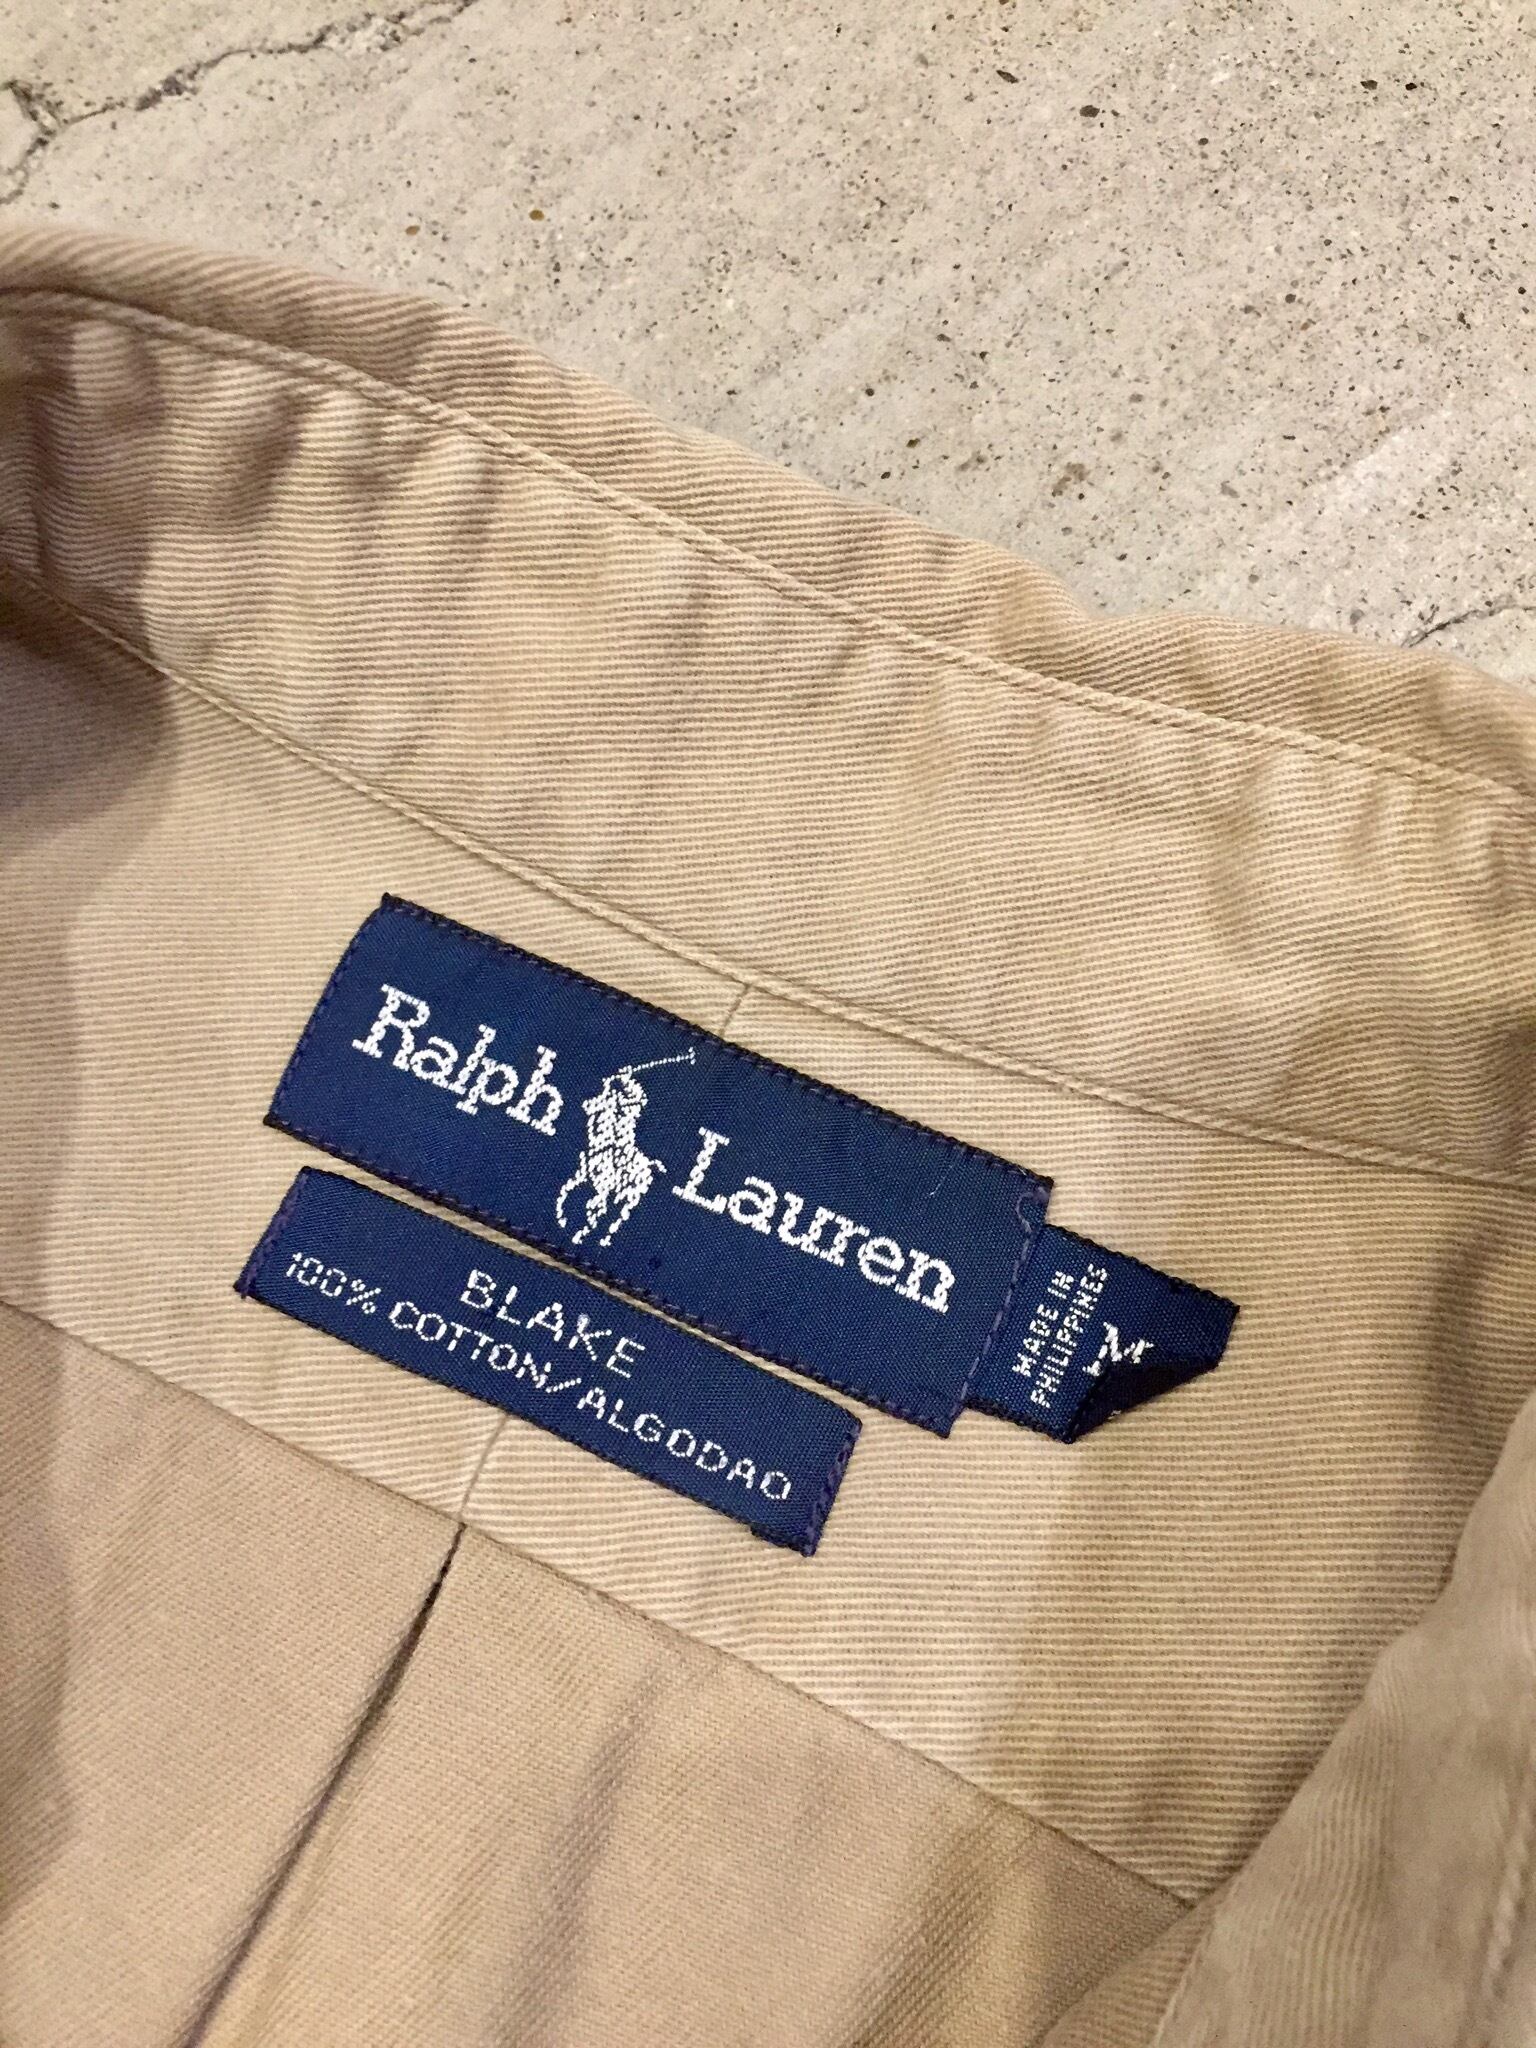 Ralph Lauren
BLAKE
100% COTTON/ALGODAO
MADE IN
PHILIPPINES
M